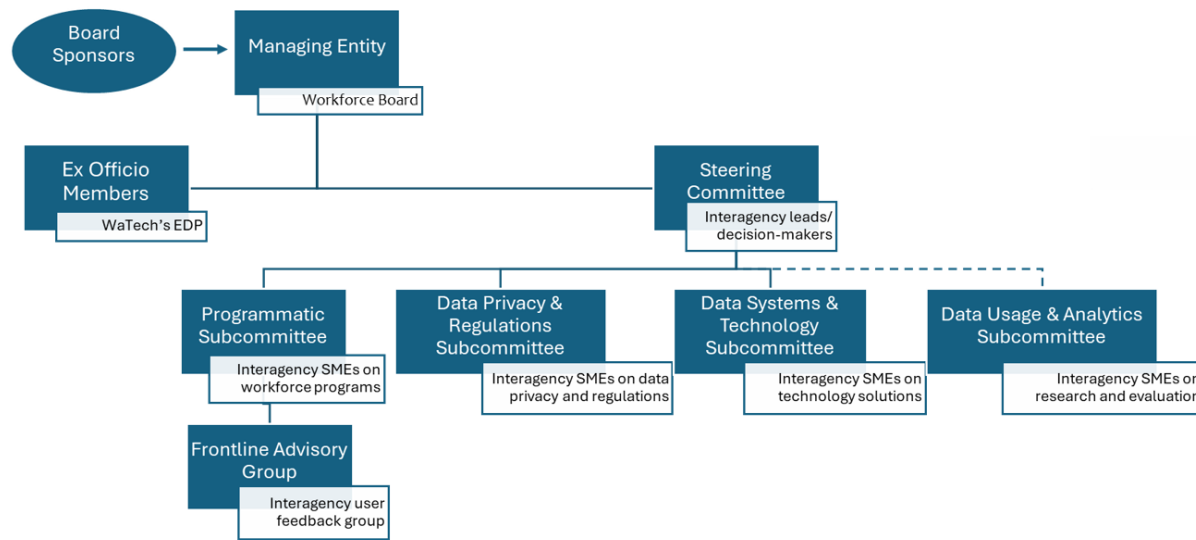 Board
Sponsors
Managing Entity
Workforce Board
Ex Officio
Members
WaTech's EDP
Steering
Committee
Interagency leads/
decision-makers
Programmatic
Subcommittee
Interagency SMEs on
workforce programs
Data Privacy &
Regulations
Subcommittee
Interagency SMEs on data
privacy and regulations
Data Systems &
Technology
Subcommittee
Interagency SMEs on
technology solutions
Data Usage & Analytics
Subcommittee
Interagency SMEs on
research and evaluation
Frontline Advisory
Group
Interagency user
feedback group